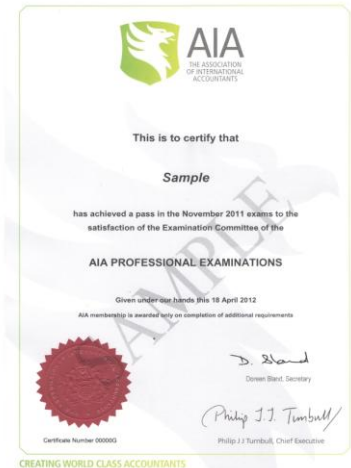 AIA
THE ASSOCIATION
OF INTERNATIONAL
ACCOUNTANTS
This is to certify that
Sample
has achieved a pass in the November 2011 exams to the
satisfaction of the Examination Committee of the
AIA PROFESSIONAL EXAMINATIONS
Given under our hands this 18 April 2012
AIA membership is awarded only on completion of additional requirements
SAMPLE
D. Bland
Doreen Bland, Secretary
Philip J.J. Turnbull
Certificate Number 00000G
Philip J J Turnbull, Chief Executive
CREATING WORLD CLASS ACCOUNTANTS